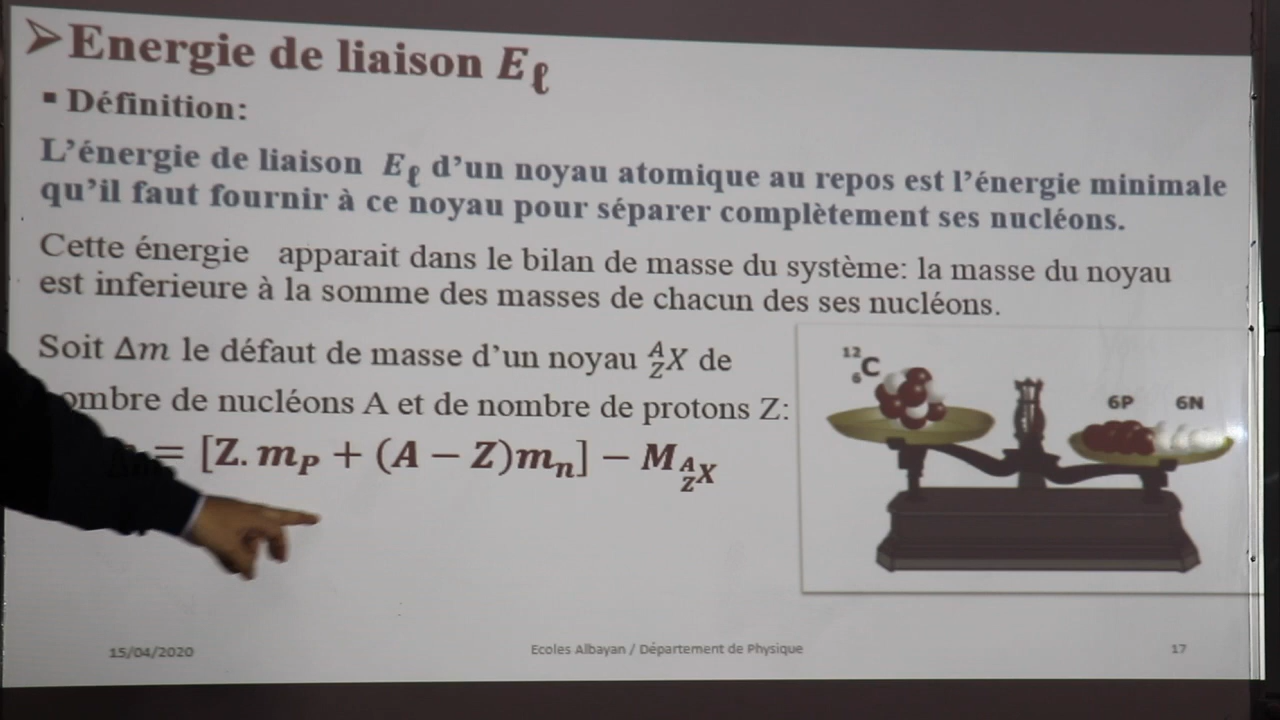 ➤Energie de liaison Eℓ
▪ Définition:
L’énergie de liaison Eℓ d’un noyau atomique au repos est l’énergie minimale
qu’il faut fournir à ce noyau pour séparer complètement ses nucléons.
Cette énergie apparait dans le bilan de masse du système: la masse du noyau
est inferieure à la somme des masses de chacun des ses nucléons.
Soit Δm le défaut de masse d’un noyau ᴬ_ZX de
ombre de nucléons A et de nombre de protons Z:
= [Z. m_P + (A − Z)m_n] − M_ᴬ_ZX
¹²₆C
6P 6N
15/04/2020 Ecoles Albayan / Département de Physique 17